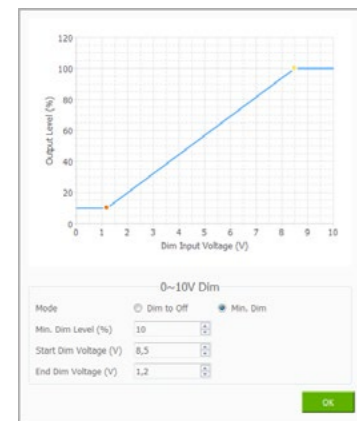 120
100
80
60
40
20
0
Output Level (%)
0 1 2 3 4 5 6 7 8 9 10
Dim Input Voltage (V)
0~10V Dim
Mode Dim to Off Min. Dim
Min. Dim Level (%) 10
Start Dim Voltage (V) 8,5
End Dim Voltage (V) 1,2
OK